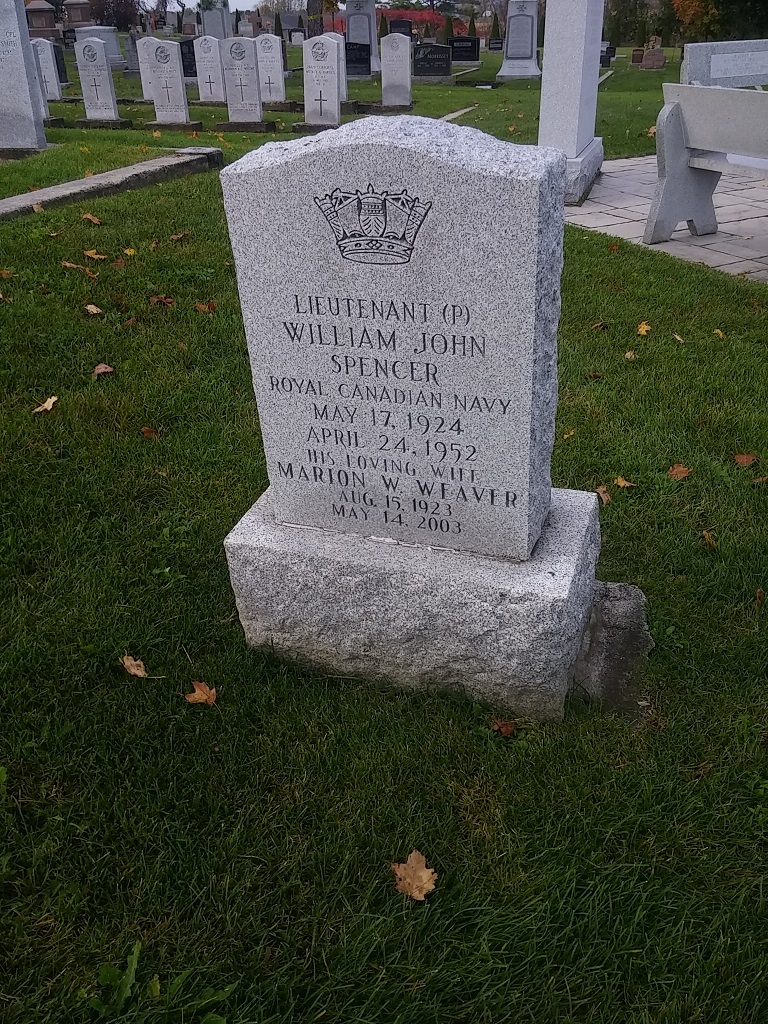 LIEUTENANT (P)
WILLIAM JOHN
SPENCER
ROYAL CANADIAN NAVY
MAY 17, 1924
APRIL 24, 1952
HIS LOVING WIFE
MARION W. WEAVER
AUG. 15, 1923
MAY 14, 2003